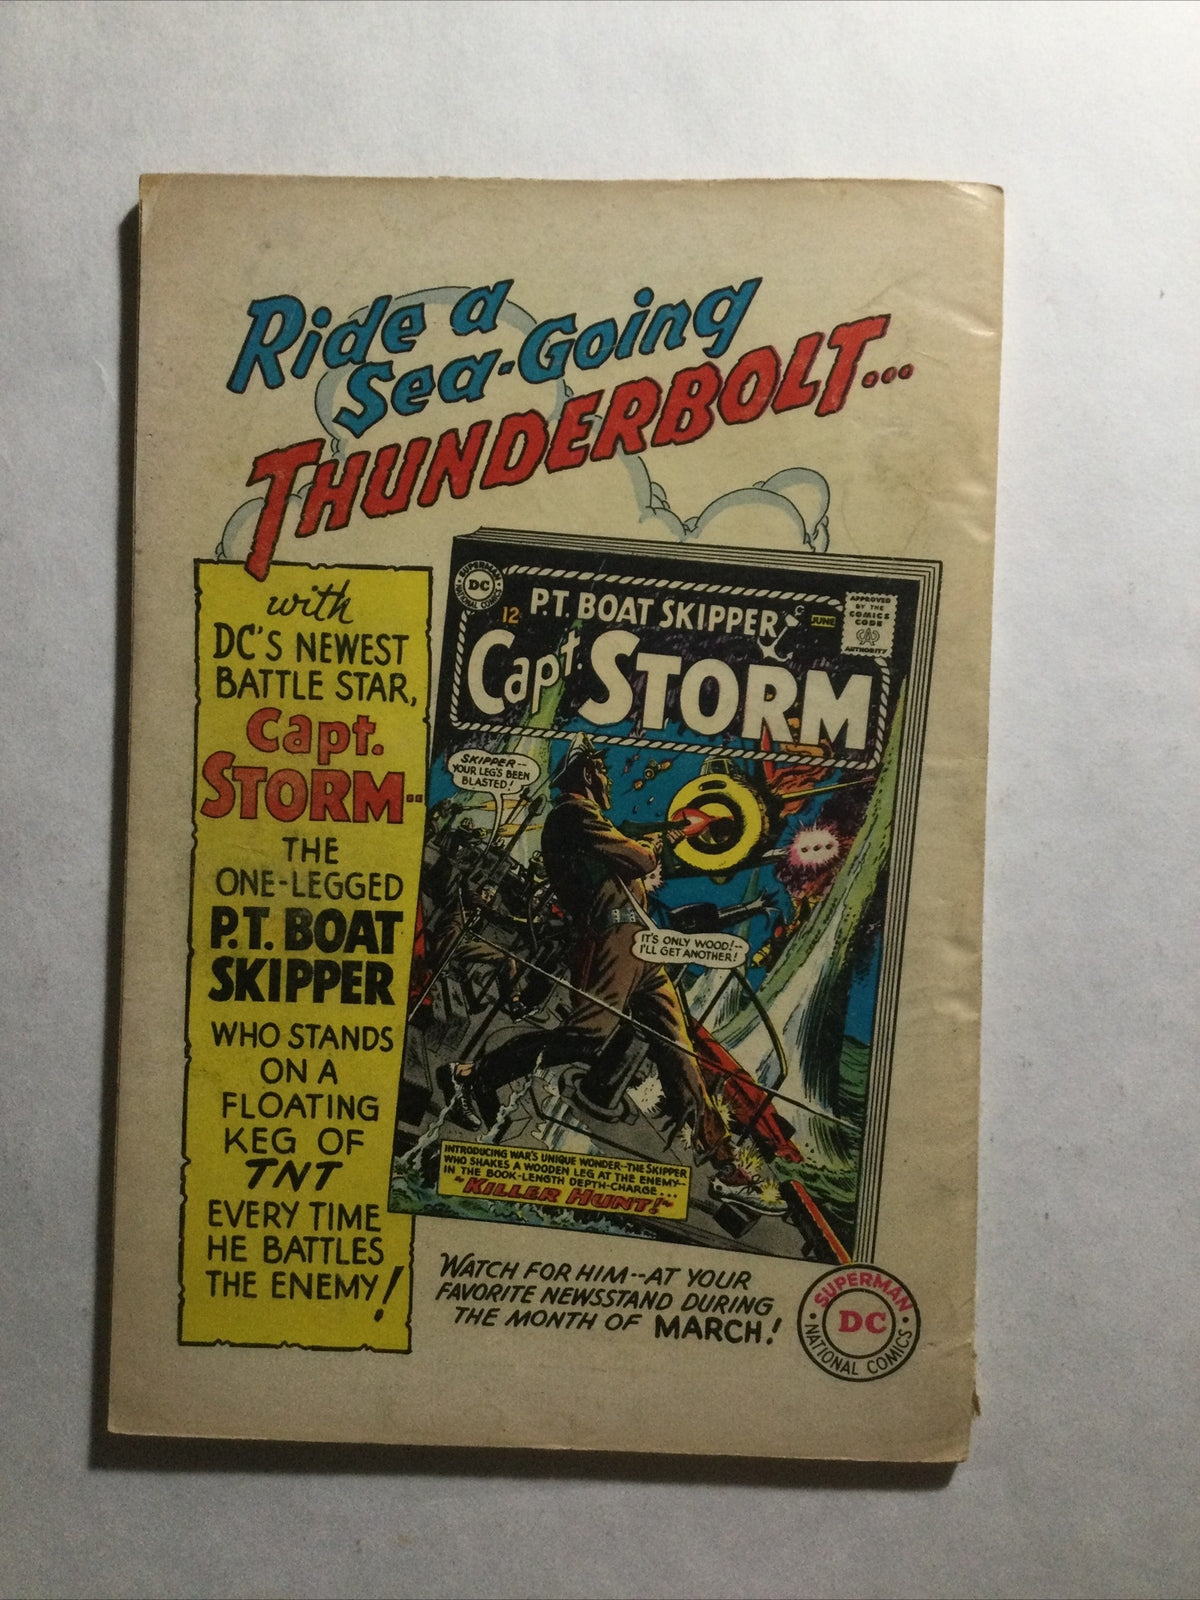 Ride a
Sea-Going
THUNDERBOLT...
with
DC'S NEWEST
BATTLE STAR,
Capt.
STORM--
THE
ONE-LEGGED
P.T. BOAT
SKIPPER
WHO STANDS
ON A
FLOATING
KEG OF
TNT
EVERY TIME
HE BATTLES
THE ENEMY!
SUPERMAN
DC
NATIONAL COMICS
12¢
P.T. BOAT SKIPPER
JUNE
APPROVED
BY THE
COMICS
CODE
CA
AUTHORITY
Capt. STORM
SKIPPER--
YOUR LEG'S BEEN
BLASTED!
IT'S ONLY WOOD!--
I'LL GET ANOTHER!
INTRODUCING WAR'S UNIQUE WONDER--THE SKIPPER
WHO SHAKES A WOODEN LEG AT THE ENEMY--
IN THE BOOK-LENGTH DEPTH-CHARGE...
~KILLER HUNT!~
WATCH FOR HIM--AT YOUR
FAVORITE NEWSSTAND DURING
THE MONTH OF MARCH!
SUPERMAN
DC
NATIONAL COMICS